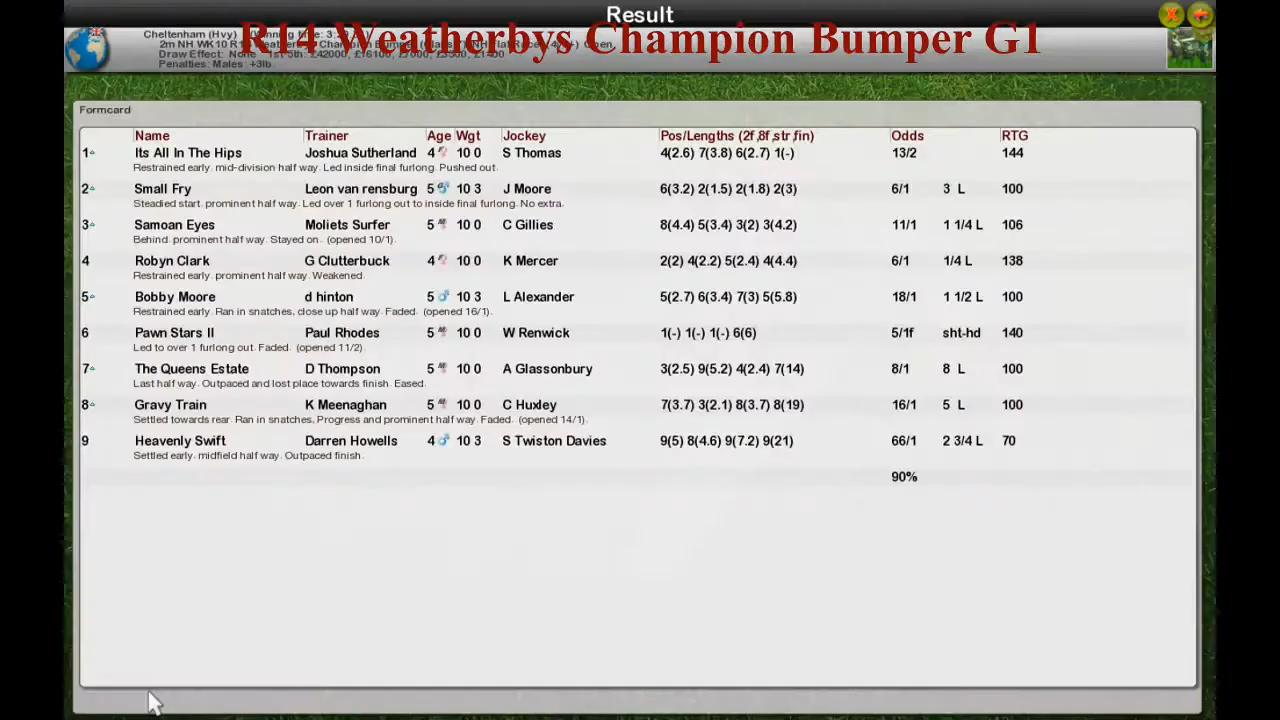 Result
R14 Weatherbys Champion Bumper G1
Cheltenham (Hvy)
2m NH WK10
Draw Effect: None
Penalties: Males: +3lb
Formcard
Name Trainer Age Wgt Jockey Pos/Lengths (2f,8f,str,fin) Odds RTG
1 Its All In The Hips Joshua Sutherland 4 10 0 S Thomas 4(2.6) 7(3.8) 6(2.7) 1(-) 13/2 144
Restrained early. mid-division half way. Led inside final furlong. Pushed out.
2 Small Fry Leon van rensburg 5 10 3 J Moore 6(3.2) 2(1.5) 2(1.8) 2(3) 6/1 3 L 100
Steadied start. prominent half way. Led over 1 furlong out to inside final furlong. No extra.
3 Samoan Eyes Moliets Surfer 5 10 0 C Gillies 8(4.4) 5(3.4) 3(2) 3(4.2) 11/1 1 1/4 L 106
Behind. prominent half way. Stayed on. (opened 10/1).
4 Robyn Clark G Clutterbuck 4 10 0 K Mercer 2(2) 4(2.2) 5(2.4) 4(4.4) 6/1 1/4 L 138
Restrained early. prominent half way. Weakened.
5 Bobby Moore d hinton 5 10 3 L Alexander 5(2.7) 6(3.4) 7(3) 5(5.8) 18/1 1 1/2 L 100
Restrained early. Ran in snatches, close up half way. Faded. (opened 16/1).
6 Pawn Stars II Paul Rhodes 5 10 0 W Renwick 1(-) 1(-) 1(-) 6(6) 5/1f sht-hd 140
Led to over 1 furlong out. Faded. (opened 11/2).
7 The Queens Estate D Thompson 5 10 0 A Glassonbury 3(2.5) 9(5.2) 4(2.4) 7(14) 8/1 8 L 100
Last half way. Outpaced and lost place towards finish. Eased.
8 Gravy Train K Meenaghan 5 10 0 C Huxley 7(3.7) 3(2.1) 8(3.7) 8(19) 16/1 5 L 100
Settled towards rear. Ran in snatches, Progress and prominent half way. Faded. (opened 14/1).
9 Heavenly Swift Darren Howells 4 10 3 S Twiston Davies 9(5) 8(4.6) 9(7.2) 9(21) 66/1 2 3/4 L 70
Settled early. midfield half way. Outpaced finish.
90%